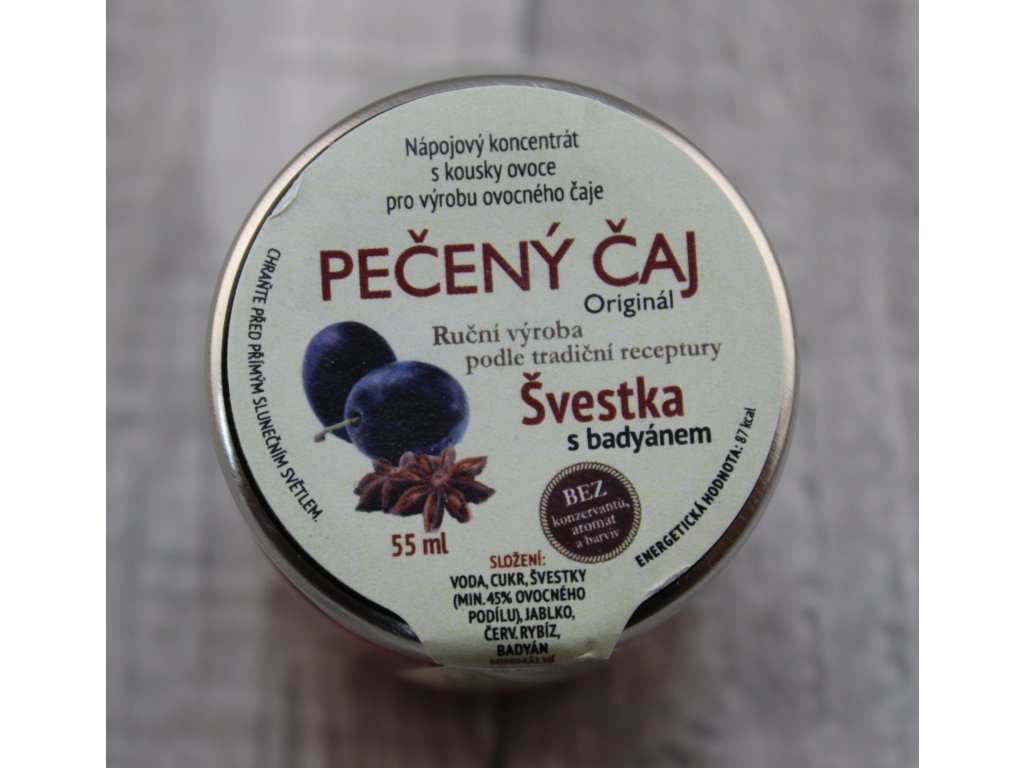 Nápojový koncentrát
s kousky ovoce
pro výrobu ovocného čaje
PEČENÝ ČAJ
Originál
Ruční výroba
podle tradiční receptury
Švestka
s badyánem
CHRAŇTE PŘED PŘÍMÝM SLUNEČNÍM SVĚTLEM.
BEZ
konzervantů,
aromat
a barviv
ENERGETICKÁ HODNOTA: 87 kcal
55 ml
SLOŽENÍ:
VODA, CUKR, ŠVESTKY
(MIN. 45% OVOCNÉHO
PODÍLU), JABLKO,
ČERV. RYBÍZ,
BADYÁN
MINIMÁLNÍ